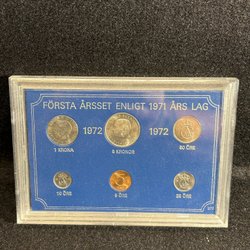 FÖRSTA ÅRSSET ENLIGT 1971 ÅRS LAG
1972 1972
1 KRONA 5 KRONOR 50 ÖRE
10 ÖRE 5 ÖRE 25 ÖRE